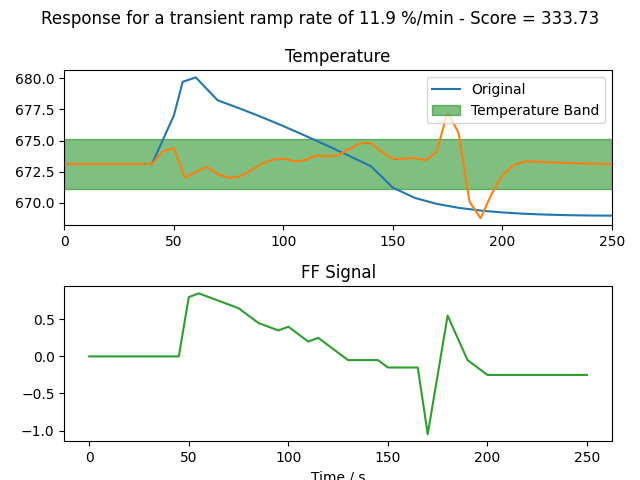 Response for a transient ramp rate of 11.9 %/min - Score = 333.73
Temperature
680.0
677.5
675.0
672.5
670.0
Original
Temperature Band
0 50 100 150 200 250
FF Signal
0.5
0.0
−0.5
−1.0
0 50 100 150 200 250
Time / s